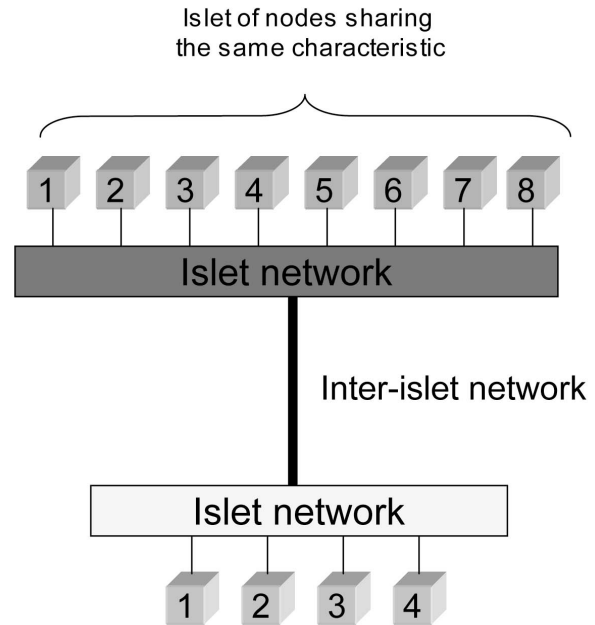 Islet of nodes sharing
the same characteristic
1 2 3 4 5 6 7 8
Islet network
Inter-islet network
Islet network
1 2 3 4